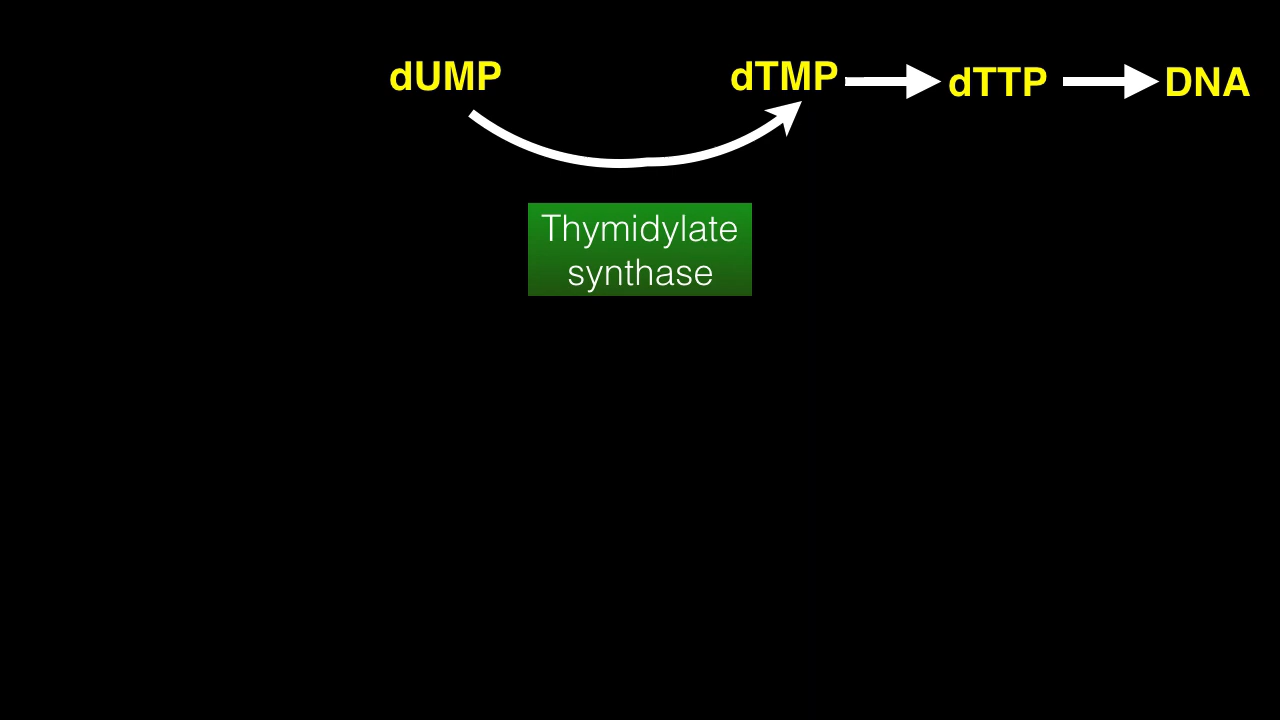 dUMP
dTMP
dTTP
DNA
Thymidylate
synthase